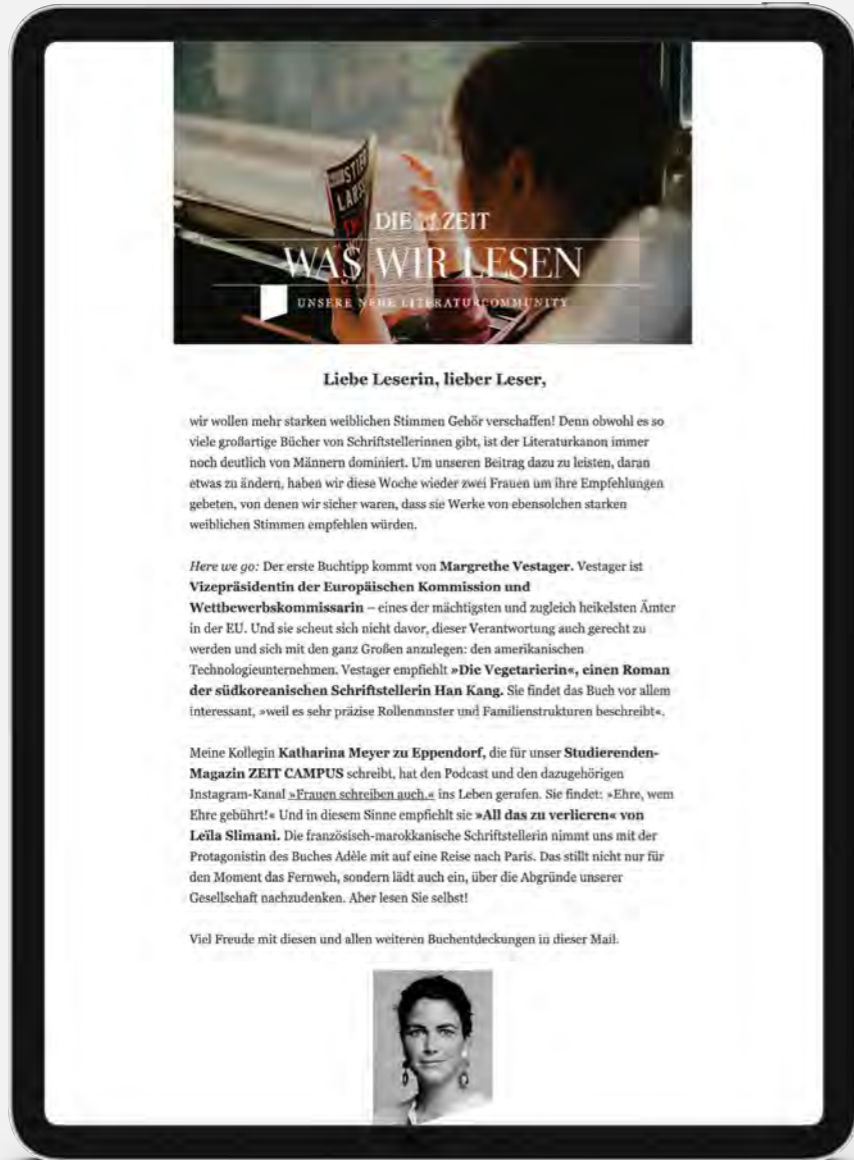 STIEG
LARSS
DIE ZEIT
WAS WIR LESEN
UNSERE NEUE LITERATURCOMMUNITY
Liebe Leserin, lieber Leser,
wir wollen mehr starken weiblichen Stimmen Gehör verschaffen! Denn obwohl es so
viele großartige Bücher von Schriftstellerinnen gibt, ist der Literaturkanon immer
noch deutlich von Männern dominiert. Um unseren Beitrag dazu zu leisten, daran
etwas zu ändern, haben wir diese Woche wieder zwei Frauen um ihre Empfehlungen
gebeten, von denen wir sicher waren, dass sie Werke von ebensolchen starken
weiblichen Stimmen empfehlen würden.
Here we go: Der erste Buchtipp kommt von Margrethe Vestager. Vestager ist
Vizepräsidentin der Europäischen Kommission und
Wettbewerbskommissarin – eines der mächtigsten und zugleich heikelsten Ämter
in der EU. Und sie scheut sich nicht davor, dieser Verantwortung auch gerecht zu
werden und sich mit den ganz Großen anzulegen: den amerikanischen
Technologieunternehmen. Vestager empfiehlt »Die Vegetarierin«, einen Roman
der südkoreanischen Schriftstellerin Han Kang. Sie findet das Buch vor allem
interessant, »weil es sehr präzise Rollenmuster und Familienstrukturen beschreibt«.
Meine Kollegin Katharina Meyer zu Eppendorf, die für unser Studierenden-
Magazin ZEIT CAMPUS schreibt, hat den Podcast und den dazugehörigen
Instagram-Kanal »Frauen schreiben auch.« ins Leben gerufen. Sie findet: »Ehre, wem
Ehre gebührt!« Und in diesem Sinne empfiehlt sie »All das zu verlieren« von
Leïla Slimani. Die französisch-marokkanische Schriftstellerin nimmt uns mit der
Protagonistin des Buches Adèle mit auf eine Reise nach Paris. Das stillt nicht nur für
den Moment das Fernweh, sondern lädt auch ein, über die Abgründe unserer
Gesellschaft nachzudenken. Aber lesen Sie selbst!
Viel Freude mit diesen und allen weiteren Buchentdeckungen in dieser Mail.